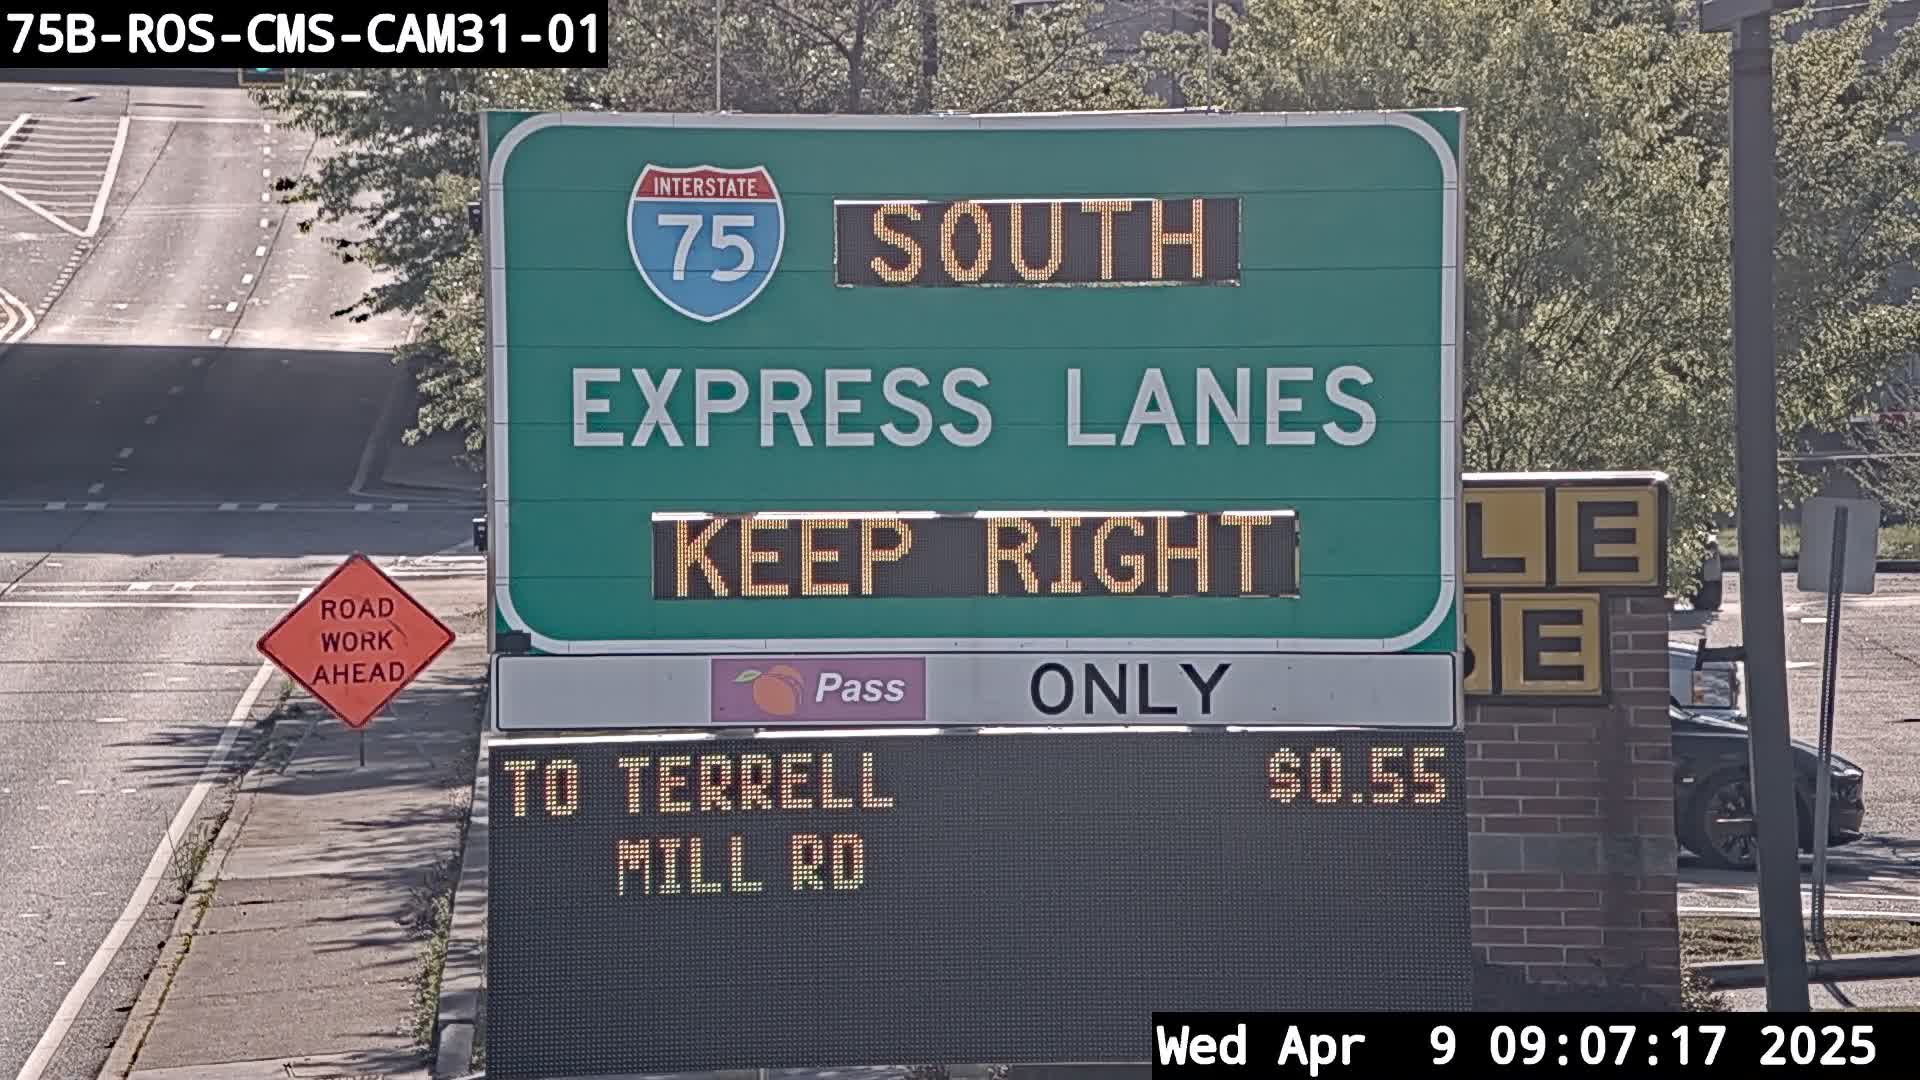 75B-ROS-CMS-CAM31-01
INTERSTATE
75
SOUTH
EXPRESS LANES
KEEP RIGHT
LE
E
ROAD
WORK
AHEAD
Pass ONLY
TO TERRELL $0.55
MILL RD
Wed Apr 9 09:07:17 2025